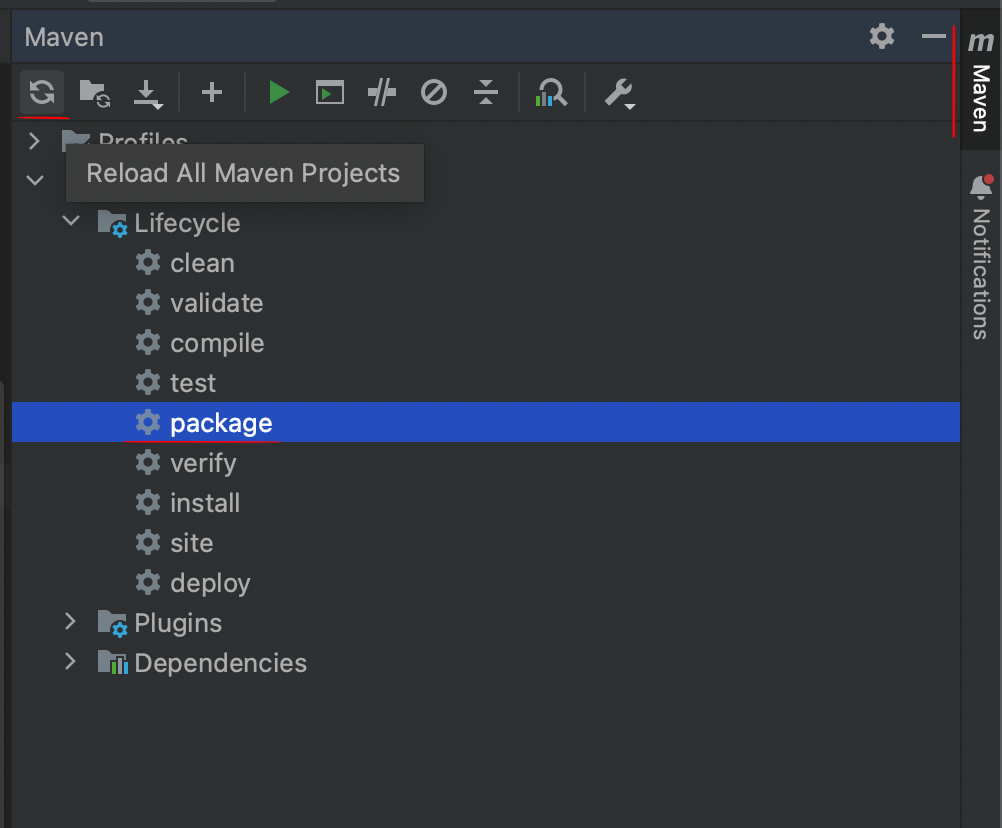 Maven
Profiles
Reload All Maven Projects
Lifecycle
clean
validate
compile
test
package
verify
install
site
deploy
Plugins
Dependencies
m
Maven
Notifications